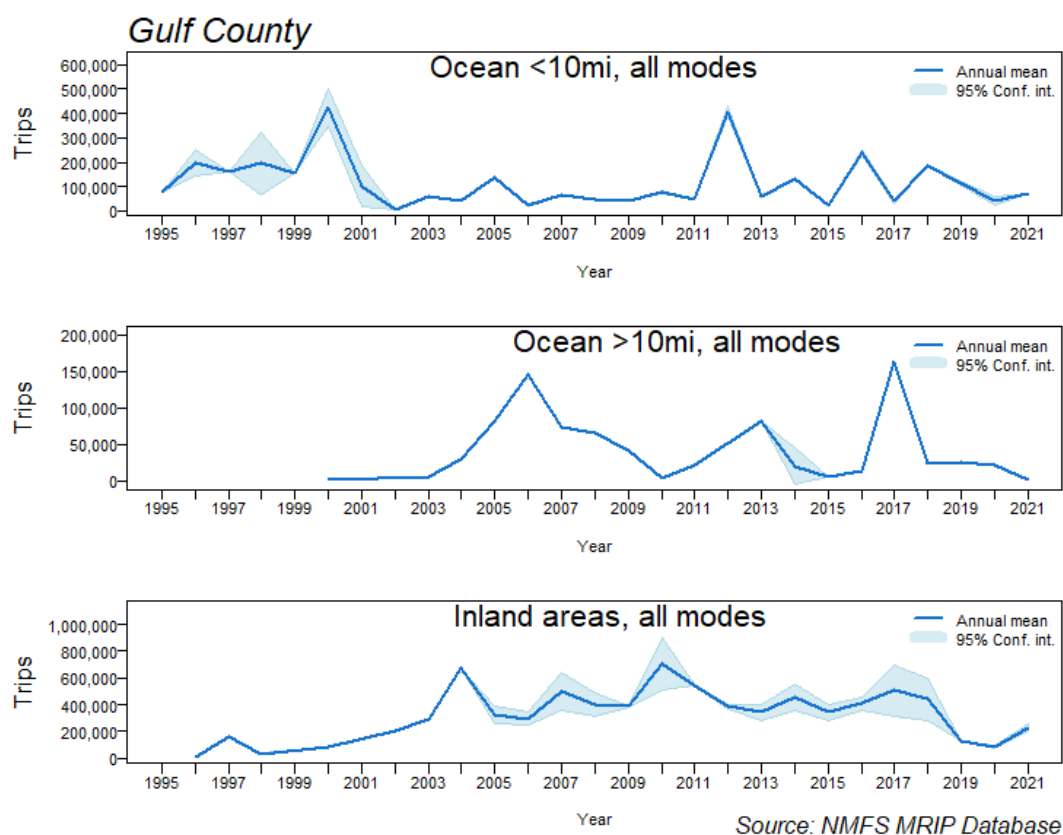 Gulf County
Ocean <10mi, all modes
Annual mean
95% Conf. int.
Trips
600,000
500,000
400,000
300,000
200,000
100,000
0
1995 1997 1999 2001 2003 2005 2007 2009 2011 2013 2015 2017 2019 2021
Year
Ocean >10mi, all modes
Annual mean
95% Conf. int.
Trips
200,000
150,000
100,000
50,000
0
1995 1997 1999 2001 2003 2005 2007 2009 2011 2013 2015 2017 2019 2021
Year
Inland areas, all modes
Annual mean
95% Conf. int.
Trips
1,000,000
800,000
600,000
400,000
200,000
0
1995 1997 1999 2001 2003 2005 2007 2009 2011 2013 2015 2017 2019 2021
Year
Source: NMFS MRIP Database